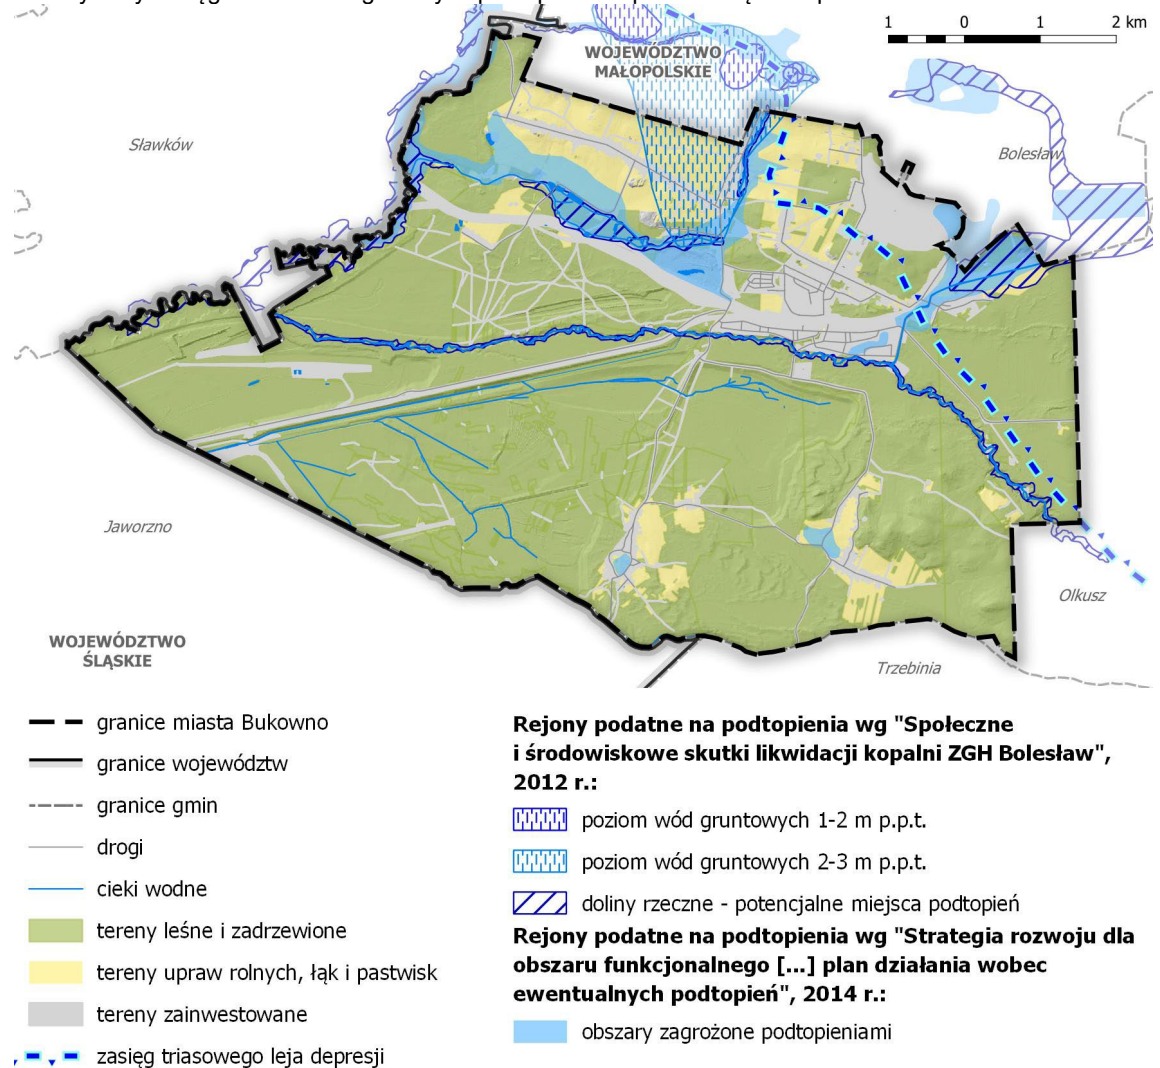 1 0 1 2 km
WOJEWÓDZTWO
MAŁOPOLSKIE
Sławków
Bolesław
Jaworzno
Olkusz
WOJEWÓDZTWO
ŚLĄSKIE
Trzebinia
granice miasta Bukowno
granice województw
granice gmin
drogi
cieki wodne
tereny leśne i zadrzewione
tereny upraw rolnych, łąk i pastwisk
tereny zainwestowane
zasięg triasowego leja depresji
Rejony podatne na podtopienia wg "Społeczne
i środowiskowe skutki likwidacji kopalni ZGH Bolesław",
2012 r.:
poziom wód gruntowych 1-2 m p.p.t.
poziom wód gruntowych 2-3 m p.p.t.
doliny rzeczne - potencjalne miejsca podtopień
Rejony podatne na podtopienia wg "Strategia rozwoju dla
obszaru funkcjonalnego [...] plan działania wobec
ewentualnych podtopień", 2014 r.:
obszary zagrożone podtopieniami